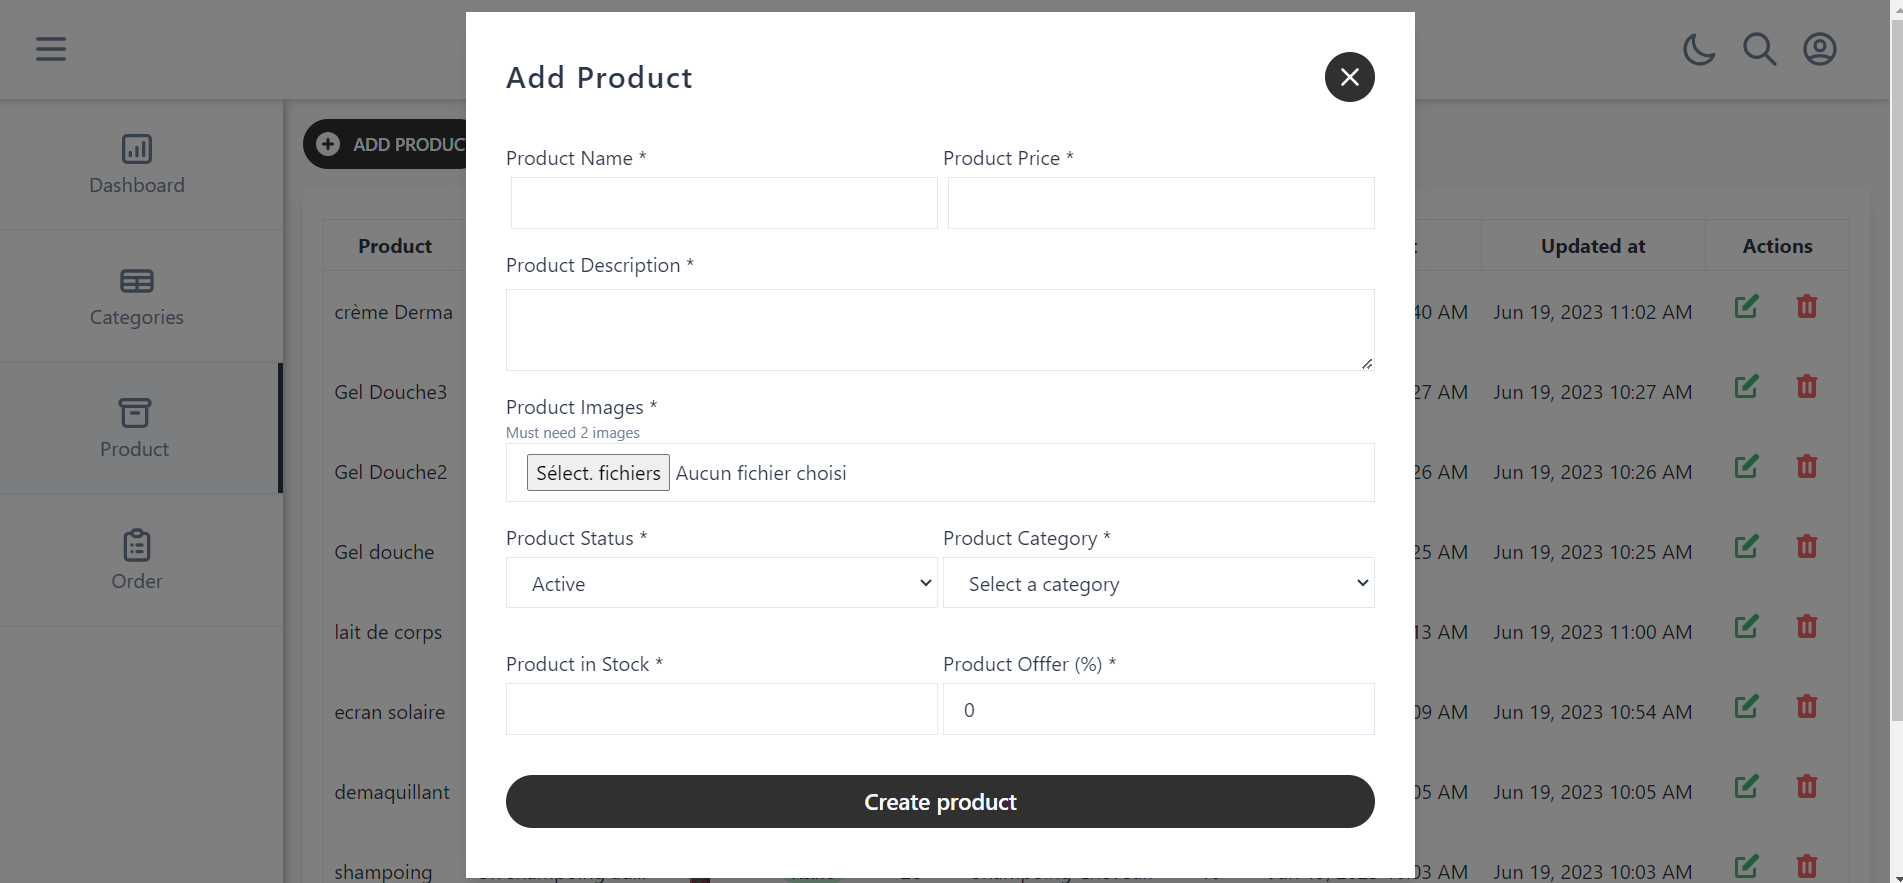 Add Product
ADD PRODUC
Dashboard
Categories
Product
Order
Product Name *
Product Price *
Product Description *
Product Images *
Must need 2 images
Sélect. fichiers Aucun fichier choisi
Product Status *
Product Category *
Active
Select a category
Product in Stock *
Product Offfer (%) *
0
Create product
Product
Updated at
Actions
crème Derma
40 AM
Jun 19, 2023 11:02 AM
Gel Douche3
27 AM
Jun 19, 2023 10:27 AM
Gel Douche2
26 AM
Jun 19, 2023 10:26 AM
Gel douche
25 AM
Jun 19, 2023 10:25 AM
lait de corps
13 AM
Jun 19, 2023 11:00 AM
ecran solaire
09 AM
Jun 19, 2023 10:54 AM
demaquillant
05 AM
Jun 19, 2023 10:05 AM
shampoing
03 AM
Jun 19, 2023 10:03 AM